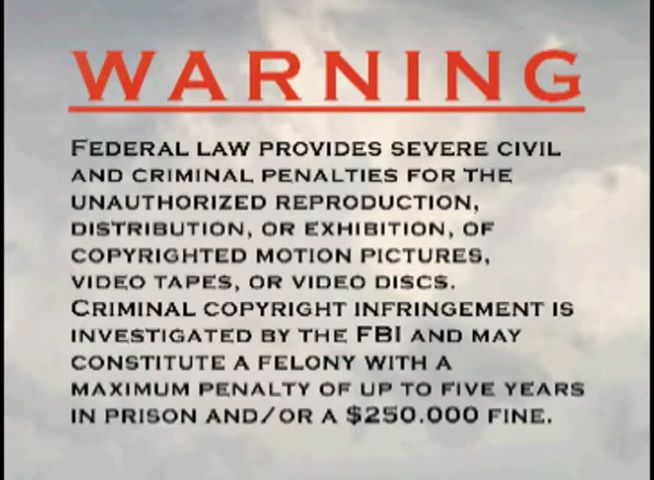 WARNING
FEDERAL LAW PROVIDES SEVERE CIVIL
AND CRIMINAL PENALTIES FOR THE
UNAUTHORIZED REPRODUCTION,
DISTRIBUTION, OR EXHIBITION, OF
COPYRIGHTED MOTION PICTURES,
VIDEO TAPES, OR VIDEO DISCS.
CRIMINAL COPYRIGHT INFRINGEMENT IS
INVESTIGATED BY THE FBI AND MAY
CONSTITUTE A FELONY WITH A
MAXIMUM PENALTY OF UP TO FIVE YEARS
IN PRISON AND/OR A $250.000 FINE.